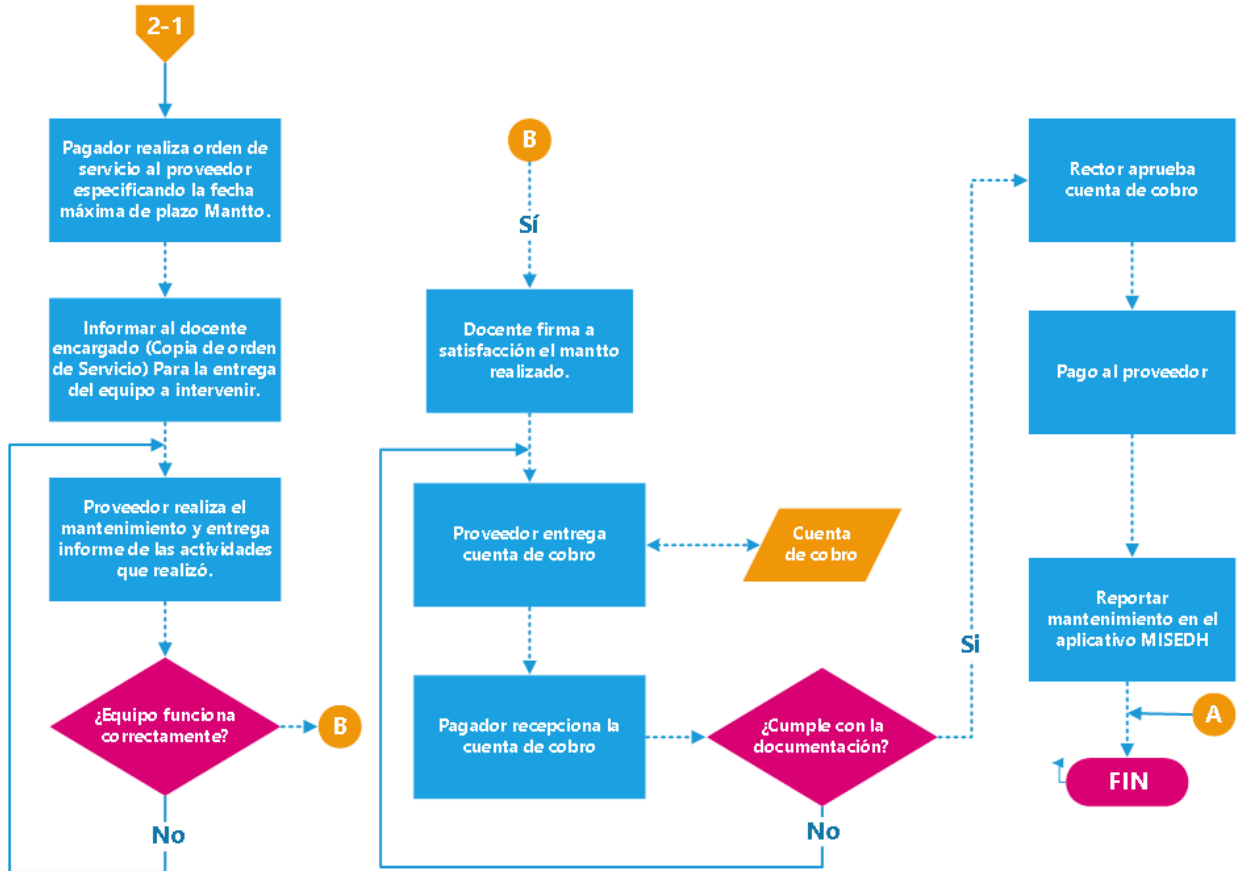 2-1
Pagador realiza orden de
servicio al proveedor
especificando la fecha
máxima de plazo Mantto.
Informar al docente
encargado (Copia de orden
de Servicio) Para la entrega
del equipo a intervenir.
Proveedor realiza el
mantenimiento y entrega
informe de las actividades
que realizó.
¿Equipo funciona
correctamente?
B
No
B
Sí
Docente firma a
satisfacción el mantto
realizado.
Proveedor entrega
cuenta de cobro
Cuenta
de cobro
Pagador recepciona la
cuenta de cobro
¿Cumple con la
documentación?
No
Si
Rector aprueba
cuenta de cobro
Pago al proveedor
Reportar
mantenimiento en el
aplicativo MISEDH
A
FIN